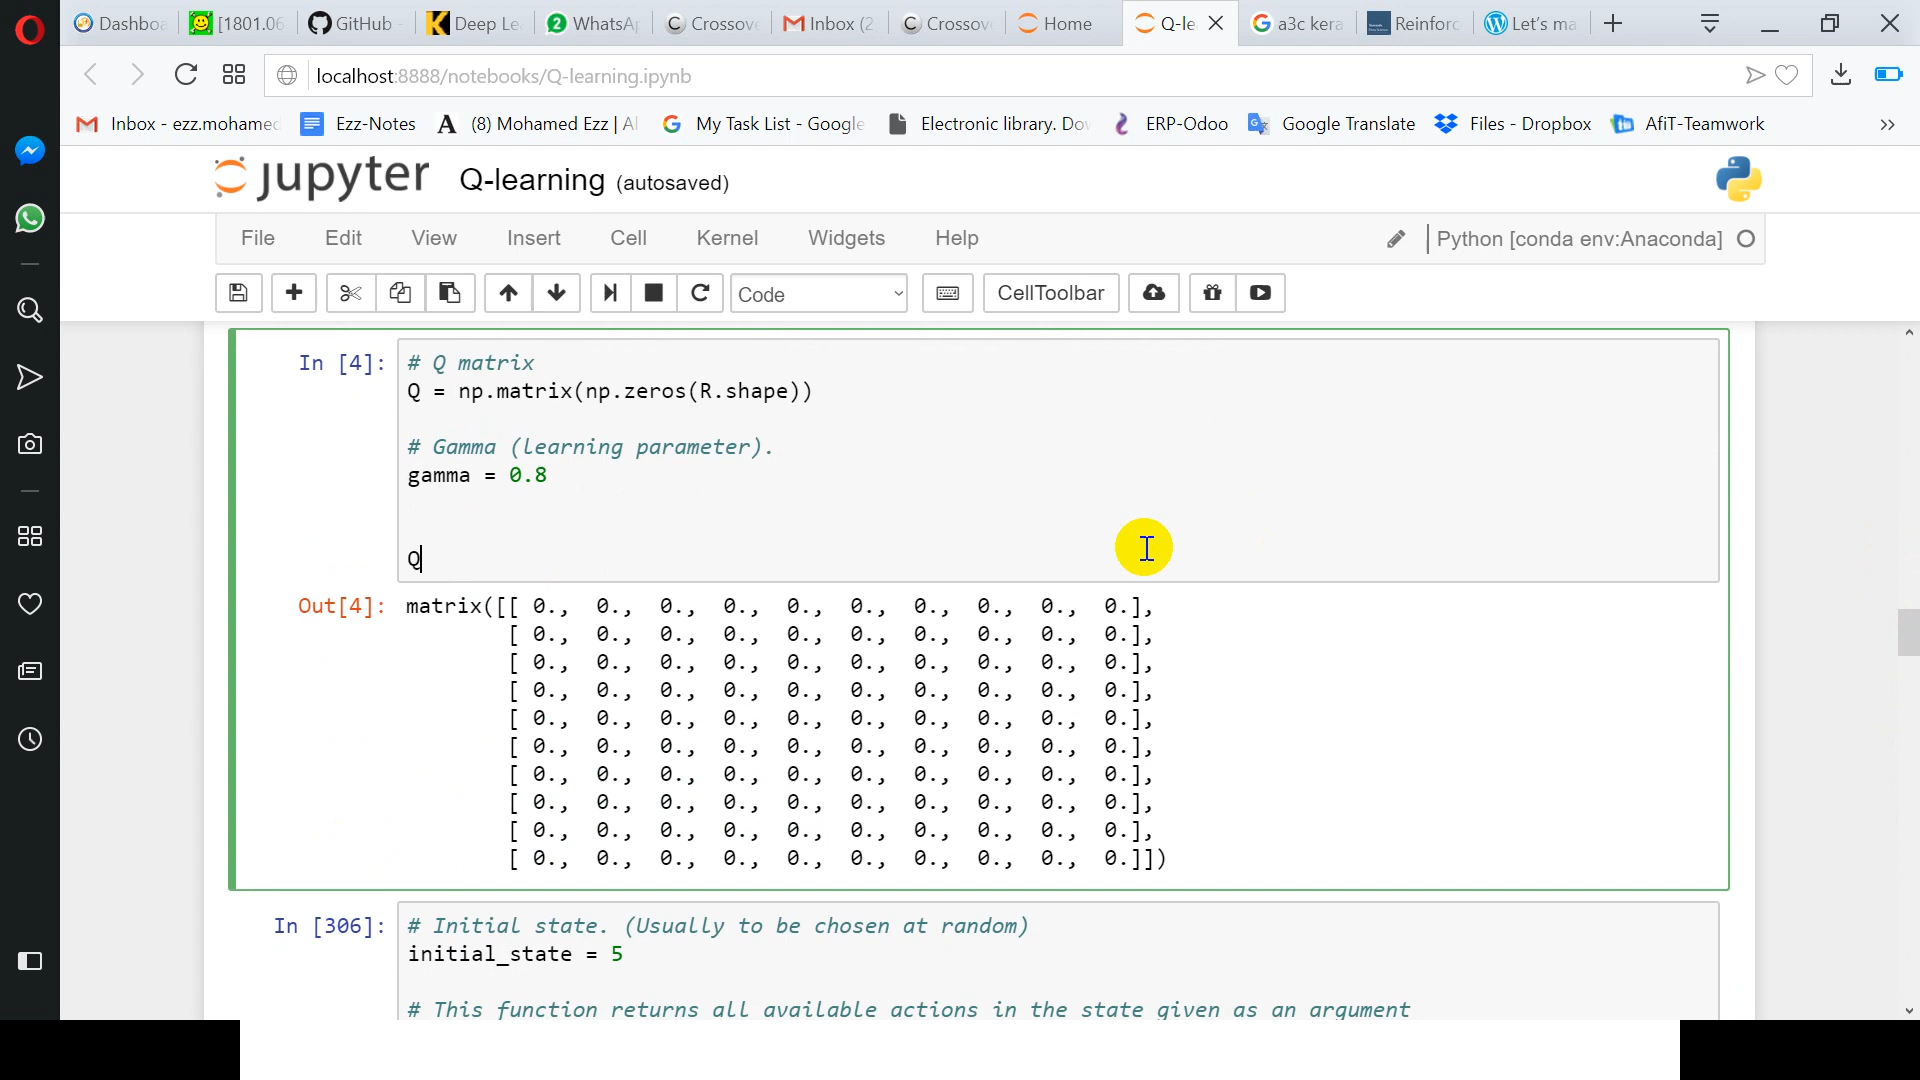 Dashboa
[1801.06
GitHub -
Deep Le
2 WhatsA
Crossov
Inbox (2
Crossov
Home
Q-le
a3c kera
Reinforc
Let's ma
localhost:8888/notebooks/Q-learning.ipynb
Inbox - ezz.mohamed
Ezz-Notes
(8) Mohamed Ezz | Al
My Task List - Google
Electronic library. Dov
ERP-Odoo
Google Translate
Files - Dropbox
AfiT-Teamwork
jupyter Q-learning (autosaved)
File Edit View Insert Cell Kernel Widgets Help
Python [conda env:Anaconda]
Code
CellToolbar
In [4]: # Q matrix
Q = np.matrix(np.zeros(R.shape))
# Gamma (learning parameter).
gamma = 0.8
Q
Out[4]: matrix([[ 0., 0., 0., 0., 0., 0., 0., 0., 0., 0.],
[ 0., 0., 0., 0., 0., 0., 0., 0., 0., 0.],
[ 0., 0., 0., 0., 0., 0., 0., 0., 0., 0.],
[ 0., 0., 0., 0., 0., 0., 0., 0., 0., 0.],
[ 0., 0., 0., 0., 0., 0., 0., 0., 0., 0.],
[ 0., 0., 0., 0., 0., 0., 0., 0., 0., 0.],
[ 0., 0., 0., 0., 0., 0., 0., 0., 0., 0.],
[ 0., 0., 0., 0., 0., 0., 0., 0., 0., 0.],
[ 0., 0., 0., 0., 0., 0., 0., 0., 0., 0.],
[ 0., 0., 0., 0., 0., 0., 0., 0., 0., 0.]])
In [306]: # Initial state. (Usually to be chosen at random)
initial_state = 5
# This function returns all available actions in the state given as an argument